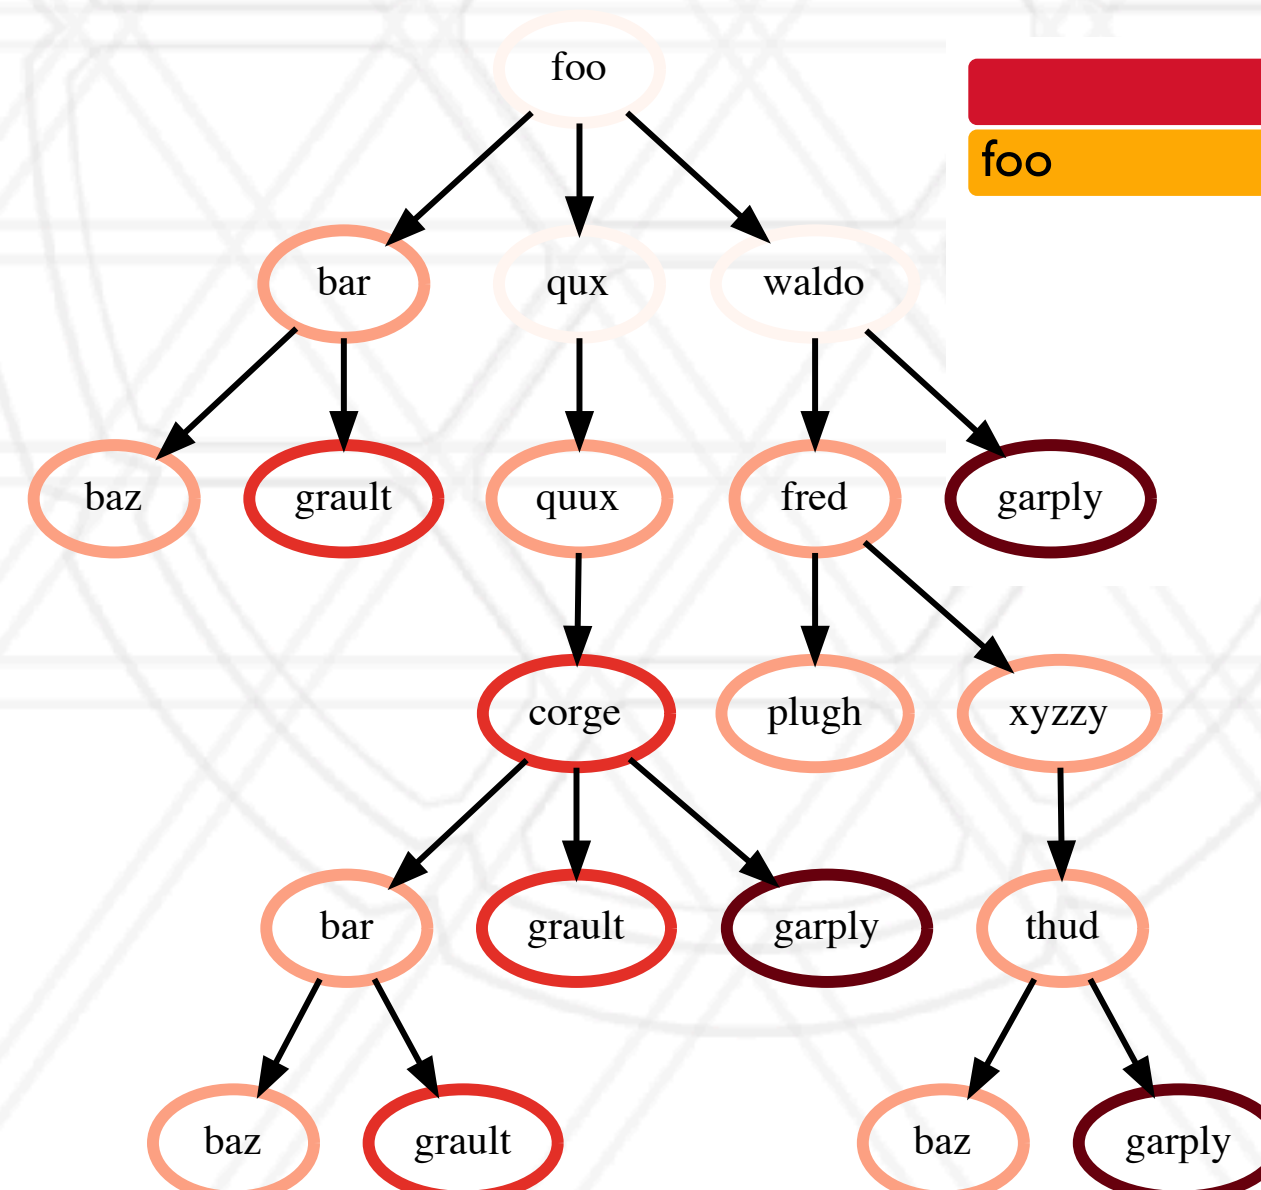 foo
foo
bar
qux
waldo
baz
grault
quux
fred
garply
corge
plugh
xyzzy
bar
grault
garply
thud
baz
grault
baz
garply